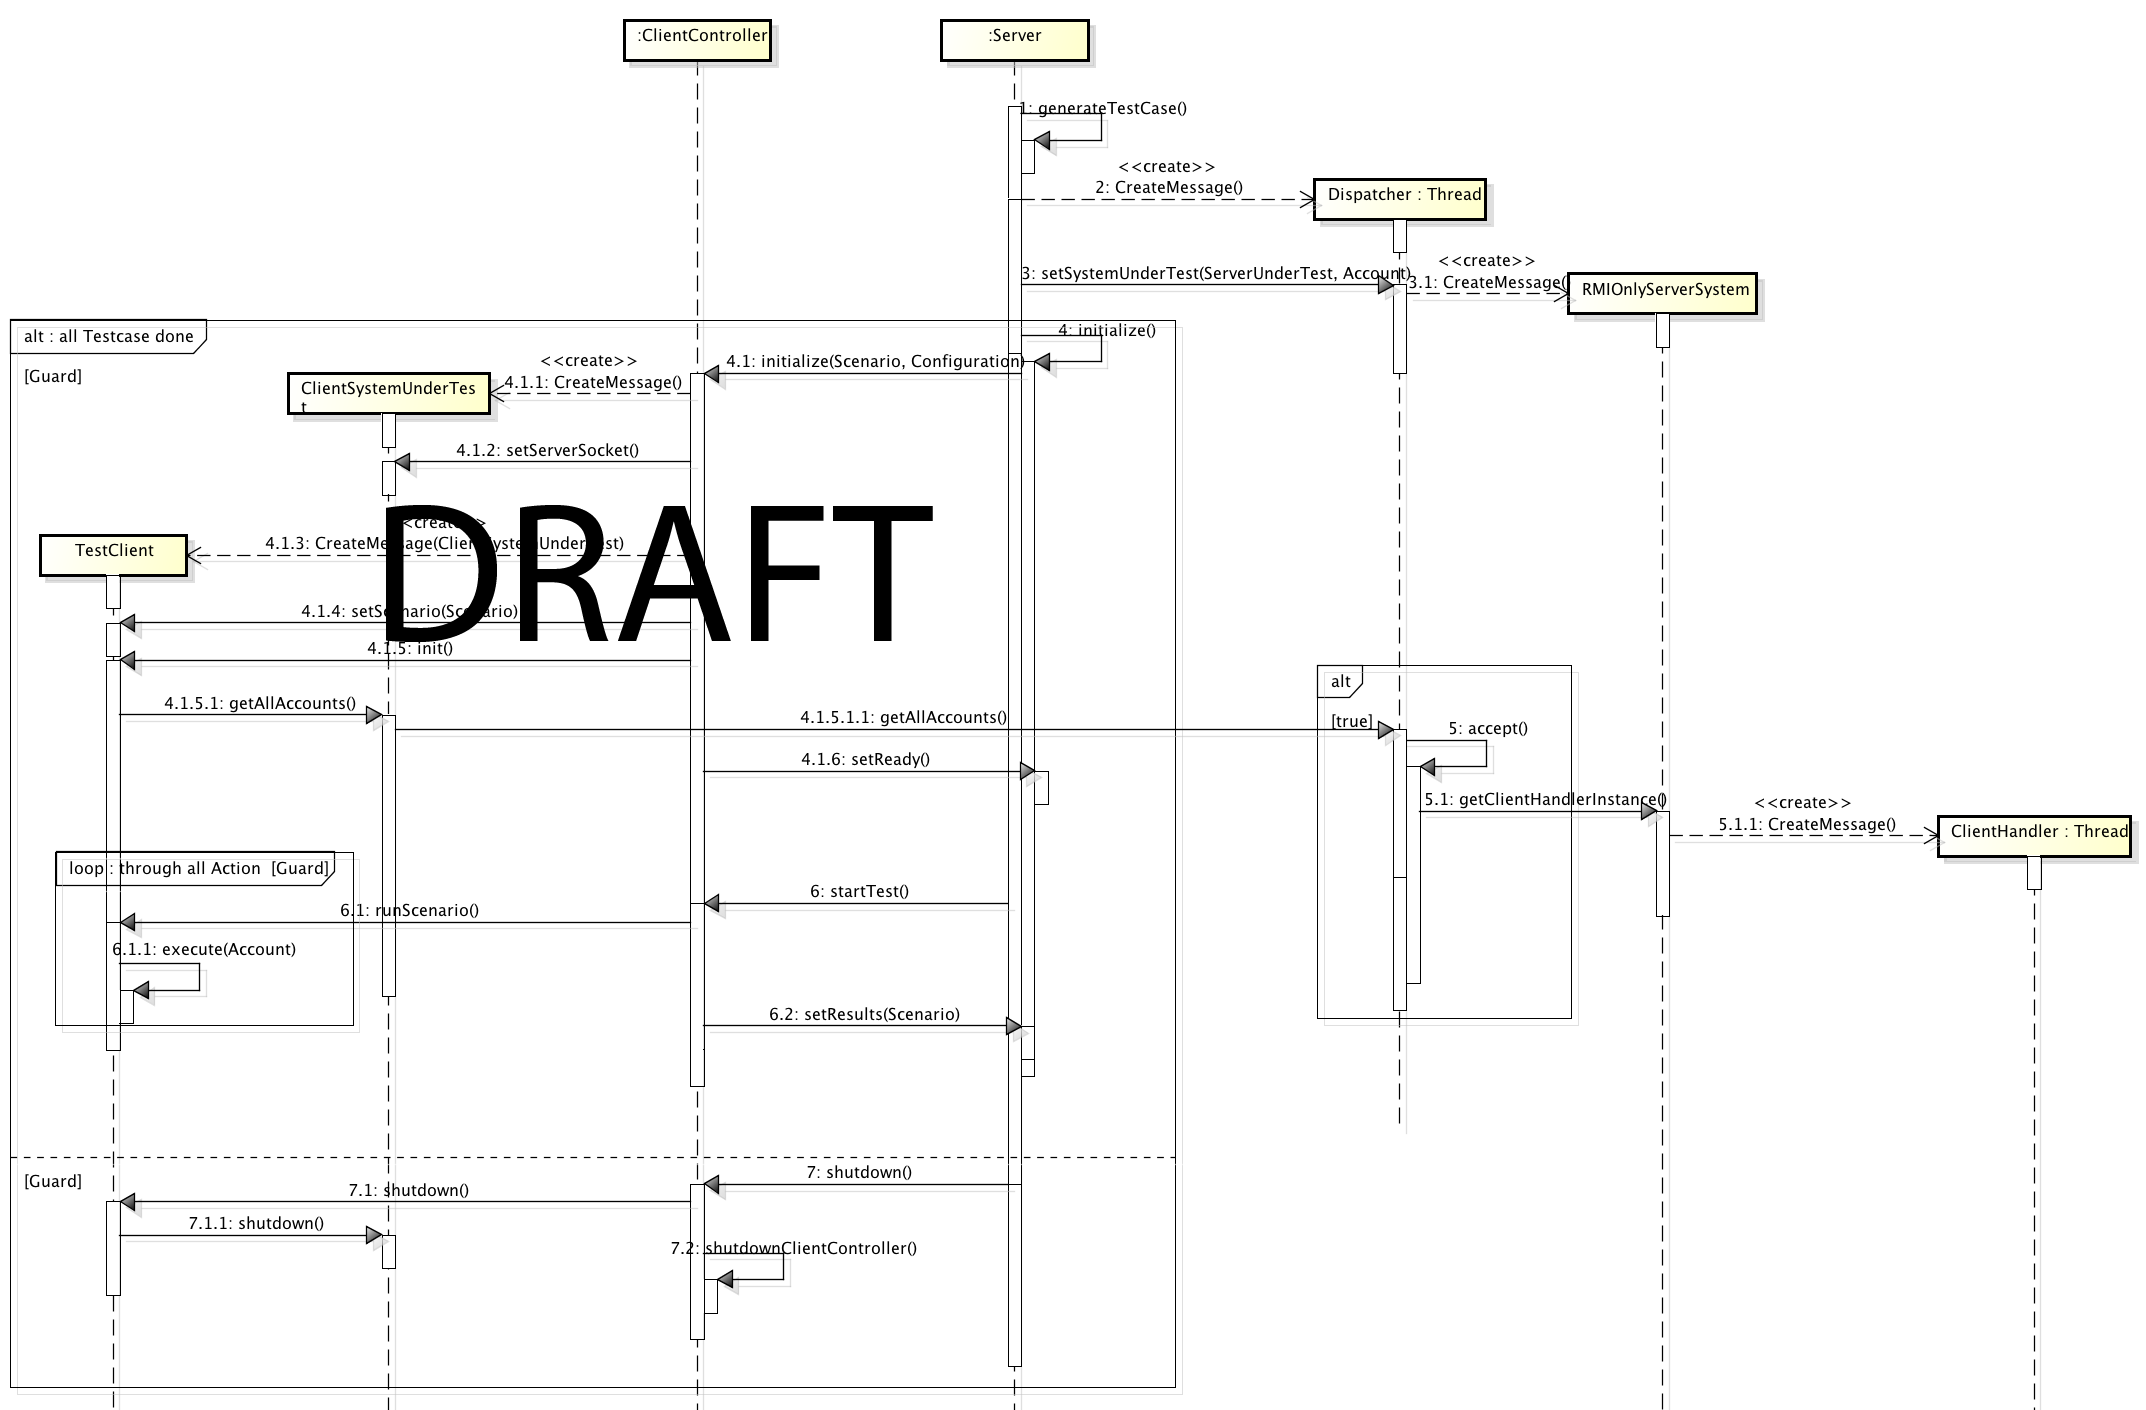 :ClientController
:Server
1: generateTestCase()
<<create>>
2: CreateMessage()
Dispatcher : Thread
<<create>>
3: setSystemUnderTest(ServerUnderTest, Account)
3.1: CreateMessage()
RMIOnlyServerSystem
alt : all Testcase done
4: initialize()
<<create>>
4.1: initialize(Scenario, Configuration)
[Guard]
4.1.1: CreateMessage()
ClientSystemUnderTes
t
4.1.2: setServerSocket()
DRAFT
<<create>>
4.1.3: CreateMessage(ClientSystemUnderTest)
TestClient
4.1.4: setScenario(Scenario)
4.1.5: init()
alt
4.1.5.1: getAllAccounts()
4.1.5.1.1: getAllAccounts()
[true]
5: accept()
4.1.6: setReady()
5.1: getClientHandlerInstance()
<<create>>
5.1.1: CreateMessage()
ClientHandler : Thread
loop : through all Action [Guard]
6: startTest()
6.1: runScenario()
6.1.1: execute(Account)
6.2: setResults(Scenario)
[Guard]
7: shutdown()
7.1: shutdown()
7.1.1: shutdown()
7.2: shutdownClientController()